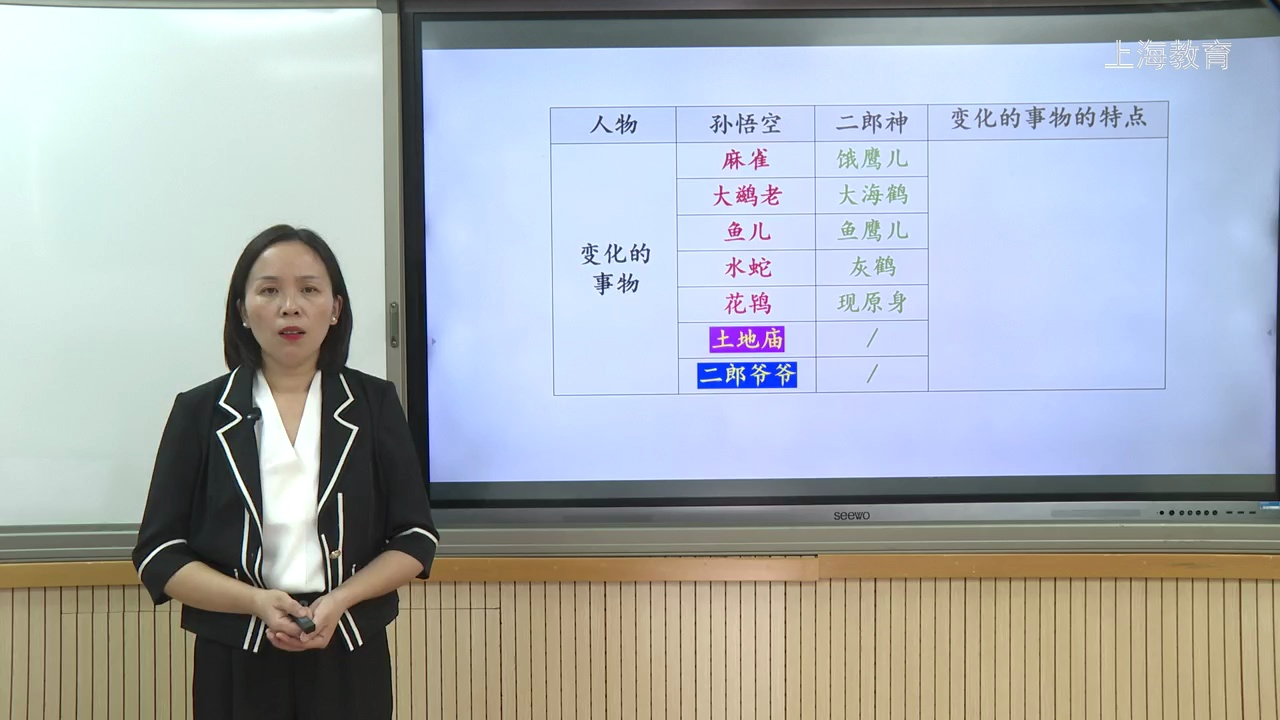 上海教育
人物 孙悟空 二郎神 变化的事物的特点
变化的事物
麻雀 饿鹰儿
大鹚老 大海鹤
鱼儿 鱼鹰儿
水蛇 灰鹤
花鸨 现原身
土地庙 /
二郎爷爷 /
seewo